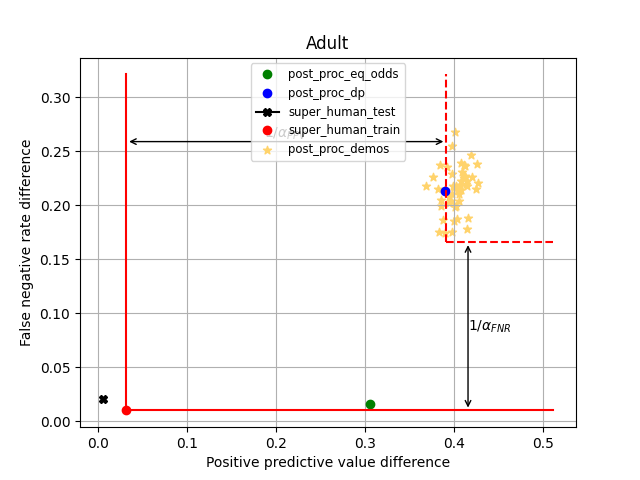 Adult
post_proc_eq_odds
post_proc_dp
super_human_test
super_human_train
post_proc_demos
0.30
0.25
0.20
0.15
0.10
0.05
0.00
False negative rate difference
1/α_{FNR}
0.0 0.1 0.2 0.3 0.4 0.5
Positive predictive value difference